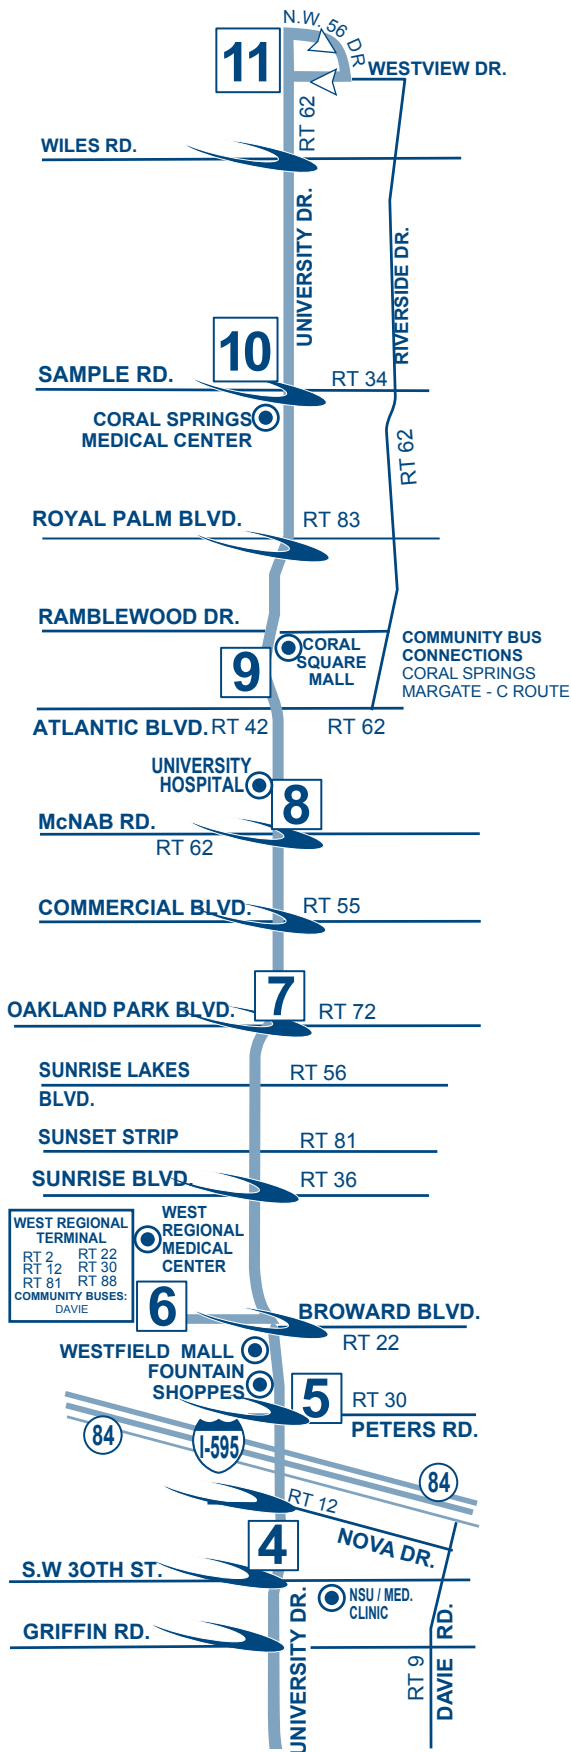 N.W. 56 DR
11
WESTVIEW DR.
RT 62
WILES RD.
UNIVERSITY DR.
RIVERSIDE DR.
10
SAMPLE RD.
RT 34
CORAL SPRINGS
MEDICAL CENTER
RT 62
ROYAL PALM BLVD.
RT 83
RAMBLEWOOD DR.
9
CORAL
SQUARE
MALL
COMMUNITY BUS
CONNECTIONS
CORAL SPRINGS
MARGATE - C ROUTE
ATLANTIC BLVD.
RT 42
RT 62
UNIVERSITY
HOSPITAL
8
McNAB RD.
RT 62
COMMERCIAL BLVD.
RT 55
7
OAKLAND PARK BLVD.
RT 72
SUNRISE LAKES
BLVD.
RT 56
SUNSET STRIP
RT 81
SUNRISE BLVD.
RT 36
WEST REGIONAL
TERMINAL
RT 2 RT 22
RT 12 RT 30
RT 81 RT 88
COMMUNITY BUSES:
DAVIE
WEST
REGIONAL
MEDICAL
CENTER
6
BROWARD BLVD.
RT 22
WESTFIELD MALL
FOUNTAIN
SHOPPES
5
RT 30
PETERS RD.
84
I-595
84
RT 12
NOVA DR.
4
S.W 3OTH ST.
NSU / MED.
CLINIC
GRIFFIN RD.
UNIVERSITY DR.
RT 9
DAVIE RD.